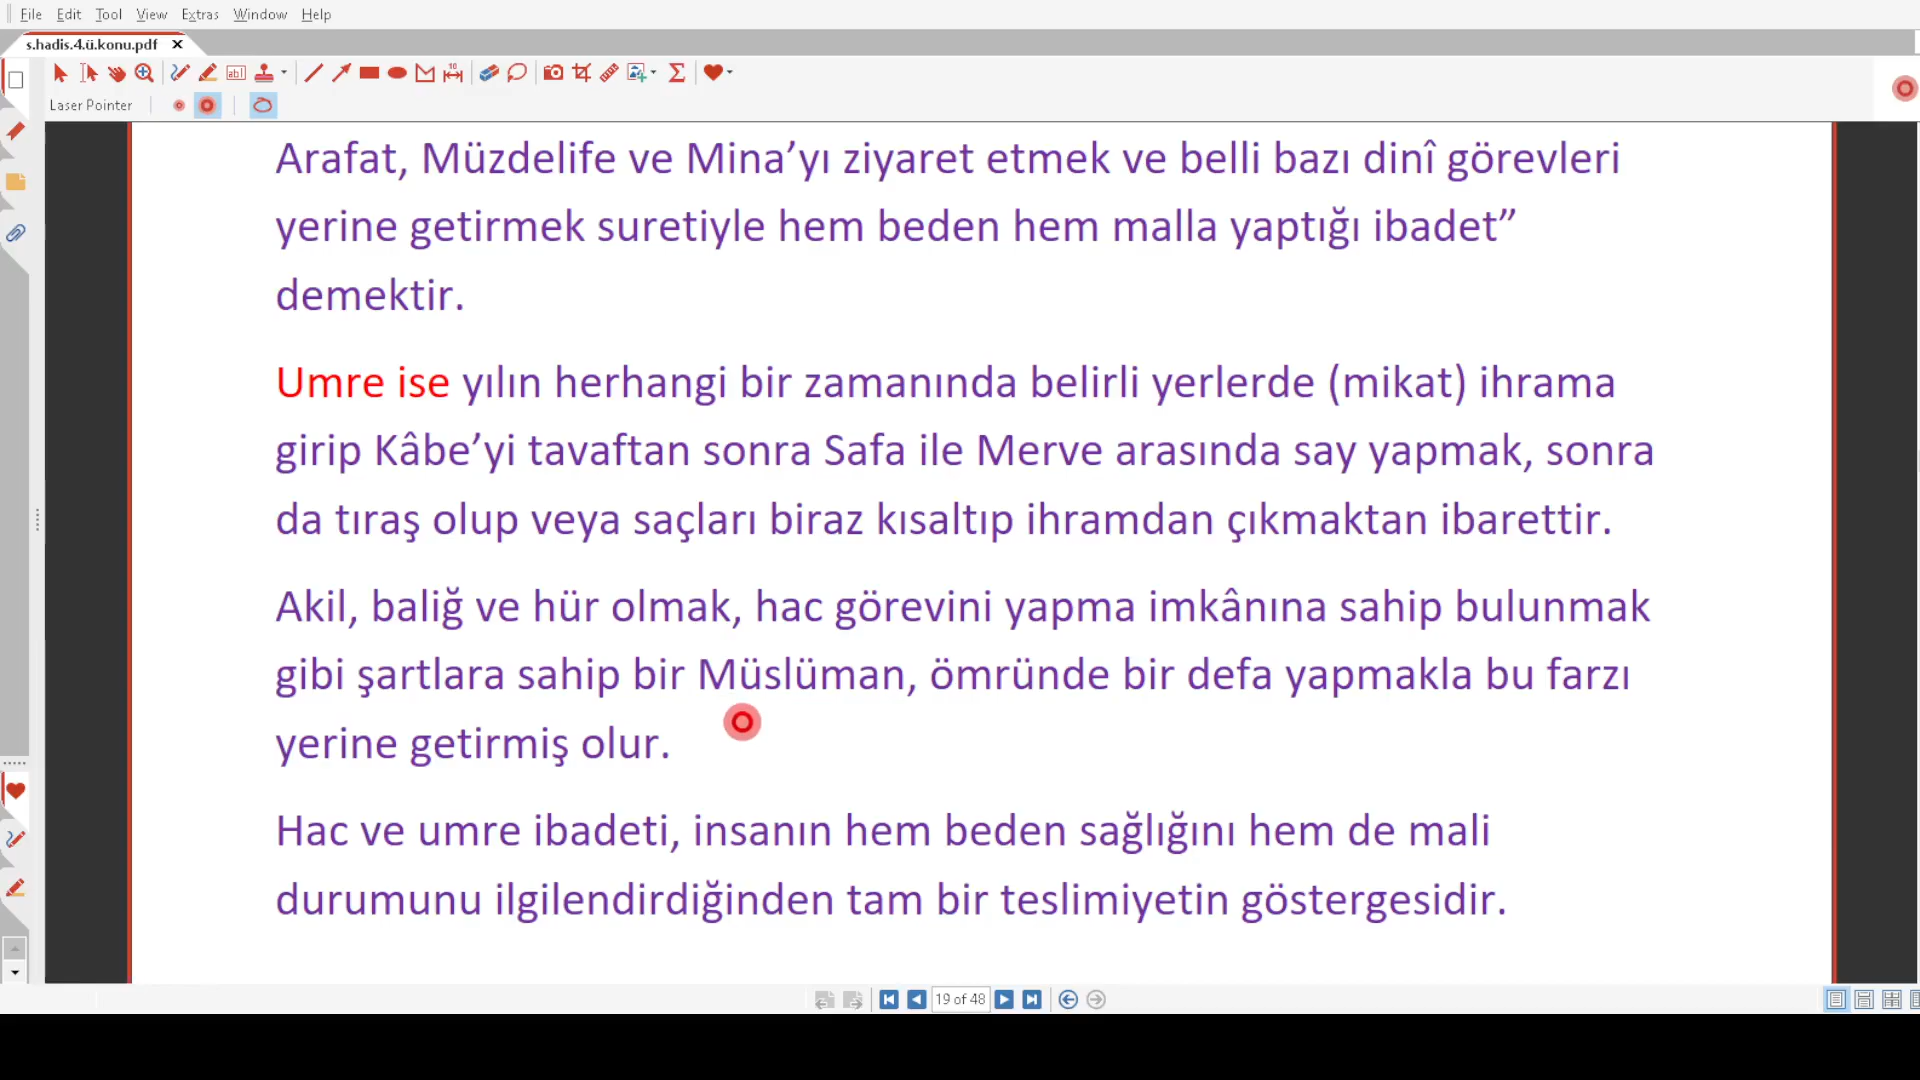 File Edit Tool View Extras Window Help
s.hadis.4.ü.konu.pdf
Laser Pointer
Arafat, Müzdelife ve Mina’yı ziyaret etmek ve belli bazı dinî görevleri
yerine getirmek suretiyle hem beden hem malla yaptığı ibadet”
demektir.
Umre ise yılın herhangi bir zamanında belirli yerlerde (mikat) ihrama
girip Kâbe’yi tavaftan sonra Safa ile Merve arasında say yapmak, sonra
da tıraş olup veya saçları biraz kısaltıp ihramdan çıkmaktan ibarettir.
Akil, baliğ ve hür olmak, hac görevini yapma imkânına sahip bulunmak
gibi şartlara sahip bir Müslüman, ömründe bir defa yapmakla bu farzı
yerine getirmiş olur.
Hac ve umre ibadeti, insanın hem beden sağlığını hem de mali
durumunu ilgilendirdiğinden tam bir teslimiyetin göstergesidir.
19 of 48